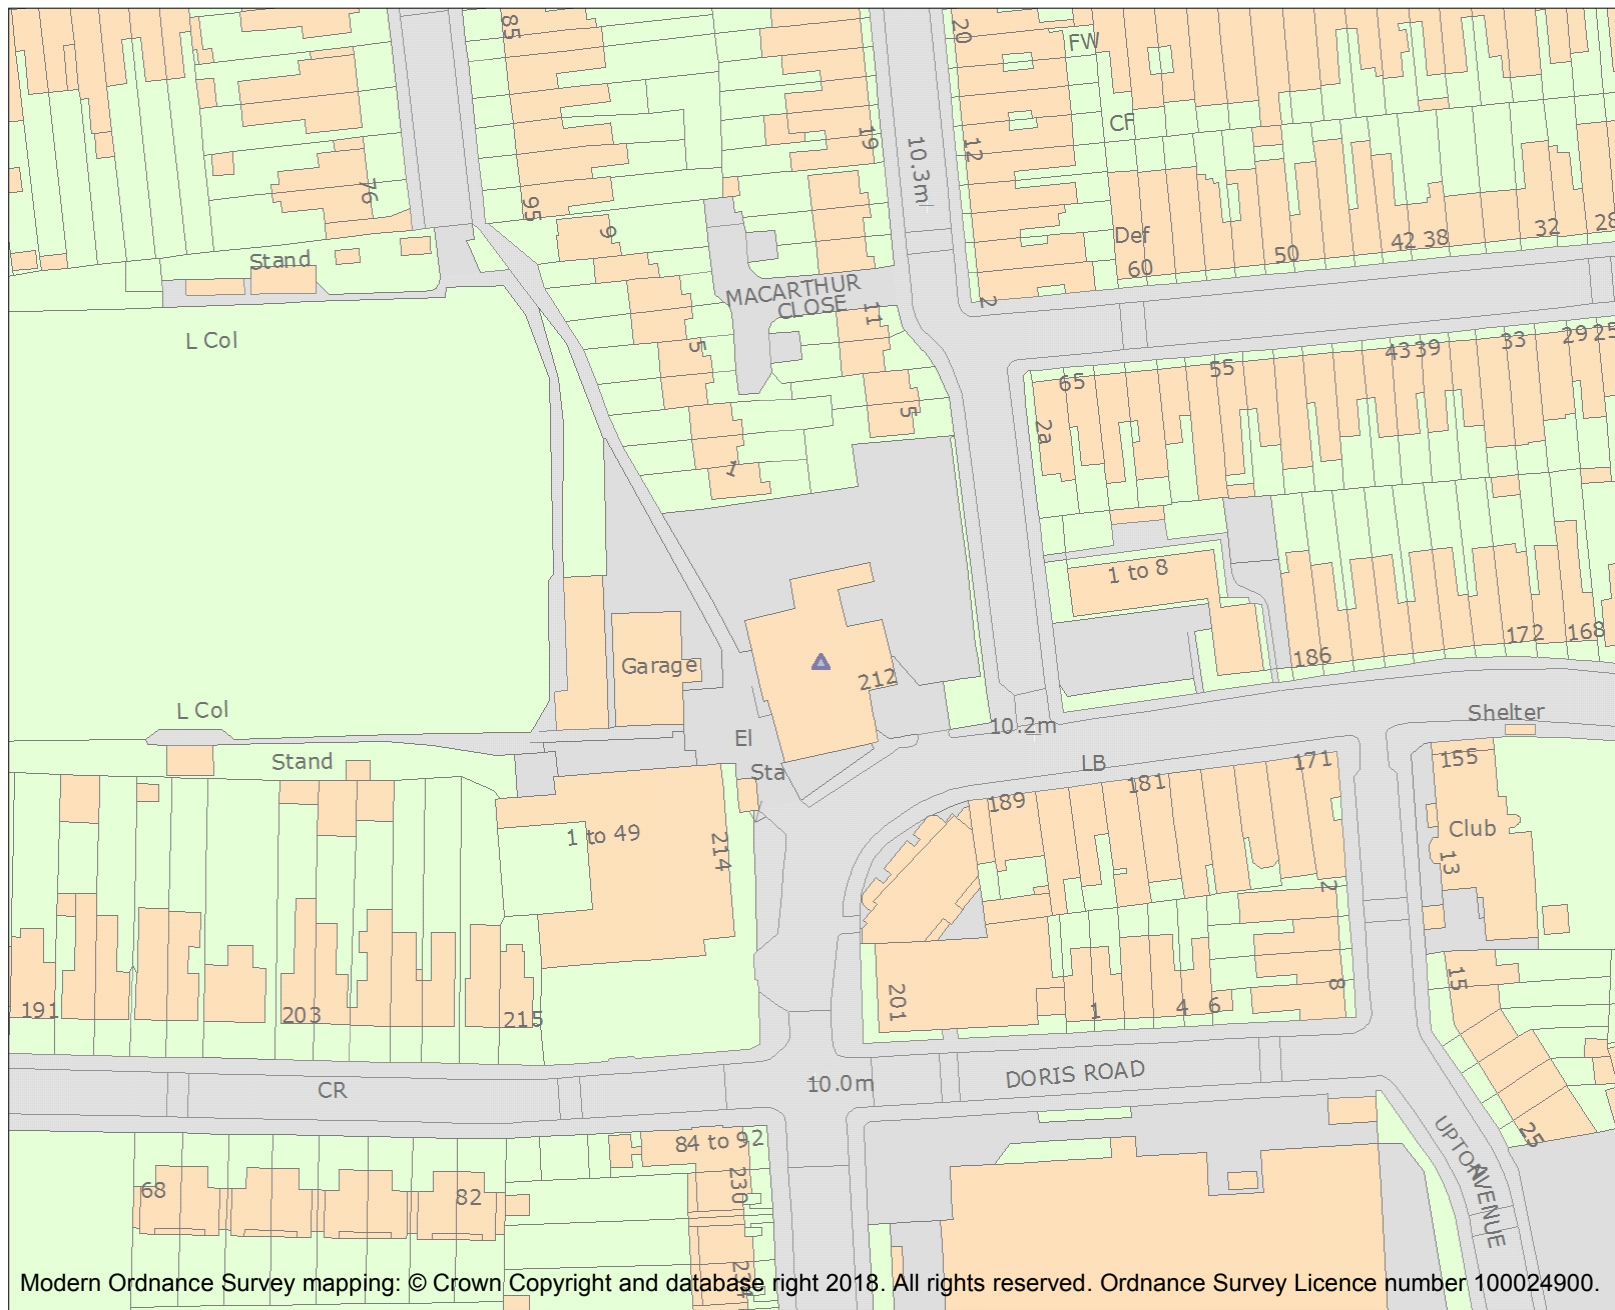 85
20
FW
CF
19
10.3m
12
76
95
9
Def
60
50
42 38
32
28
Stand
MACARTHUR
CLOSE
2
11
L Col
5
65
55
43 39
33
29 25
5
2a
1
1 to 8
Garage
212
186
172
168
L Col
10.2m
Shelter
El
Sta
Stand
LB
171
155
189
181
1 to 49
214
Club
13
2
191
203
215
201
1
4
6
8
15
CR
10.0m
DORIS ROAD
84 to 92
68
82
230
UPTON AVENUE
25
234
Modern Ordnance Survey mapping: © Crown Copyright and database right 2018. All rights reserved. Ordnance Survey Licence number 100024900.